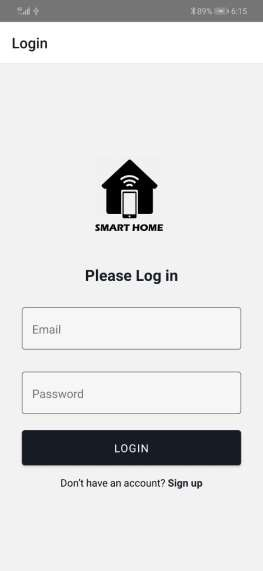 89% 6:15
Login
SMART HOME
Please Log in
Email
Password
LOGIN
Don't have an account? Sign up